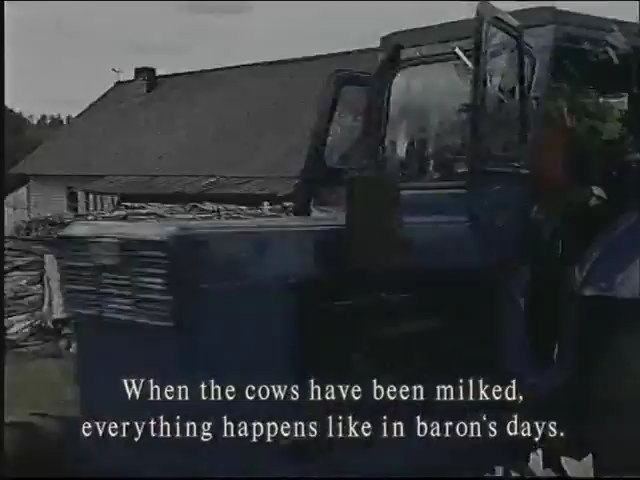 When the cows have been milked,
everything happens like in baron's days.